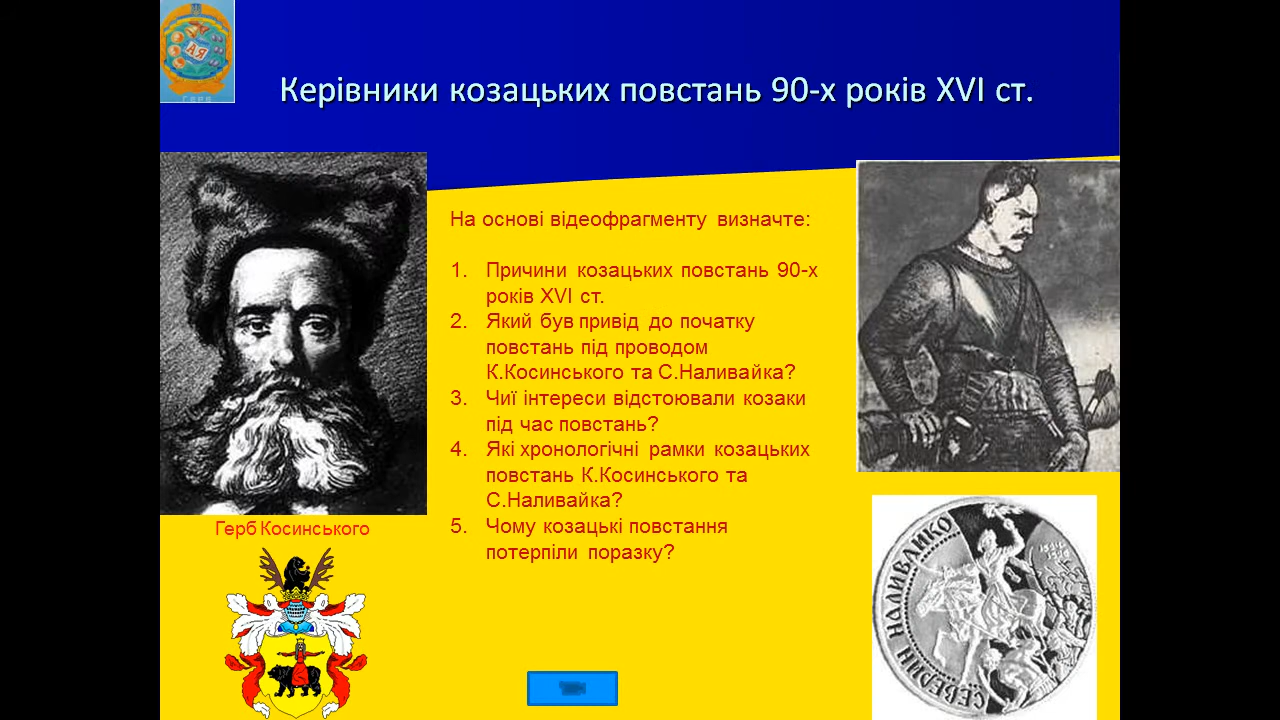 АЯ
ГЕРБ
Керівники козацьких повстань 90-х років XVI ст.
На основі відеофрагменту визначте:
1. Причини козацьких повстань 90-х
років XVI ст.
2. Який був привід до початку
повстань під проводом
К.Косинського та С.Наливайка?
3. Чиї інтереси відстоювали козаки
під час повстань?
4. Які хронологічні рамки козацьких
повстань К.Косинського та
С.Наливайка?
5. Чому козацькі повстання
потерпіли поразку?
Герб Косинського
СЕВЕРИН НАЛИВАЙКО